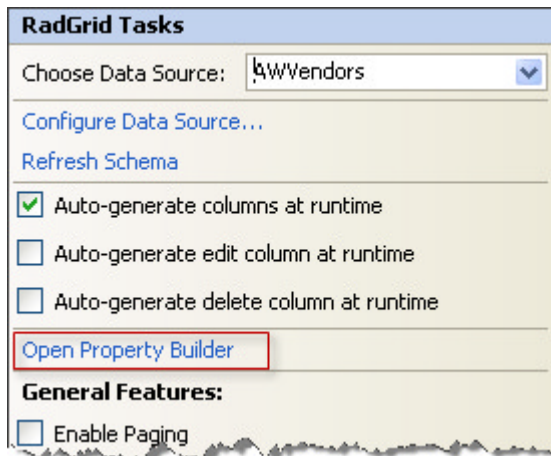 RadGrid Tasks
Choose Data Source: AWVendors
Configure Data Source...
Refresh Schema
Auto-generate columns at runtime
Auto-generate edit column at runtime
Auto-generate delete column at runtime
Open Property Builder
General Features:
Enable Paging